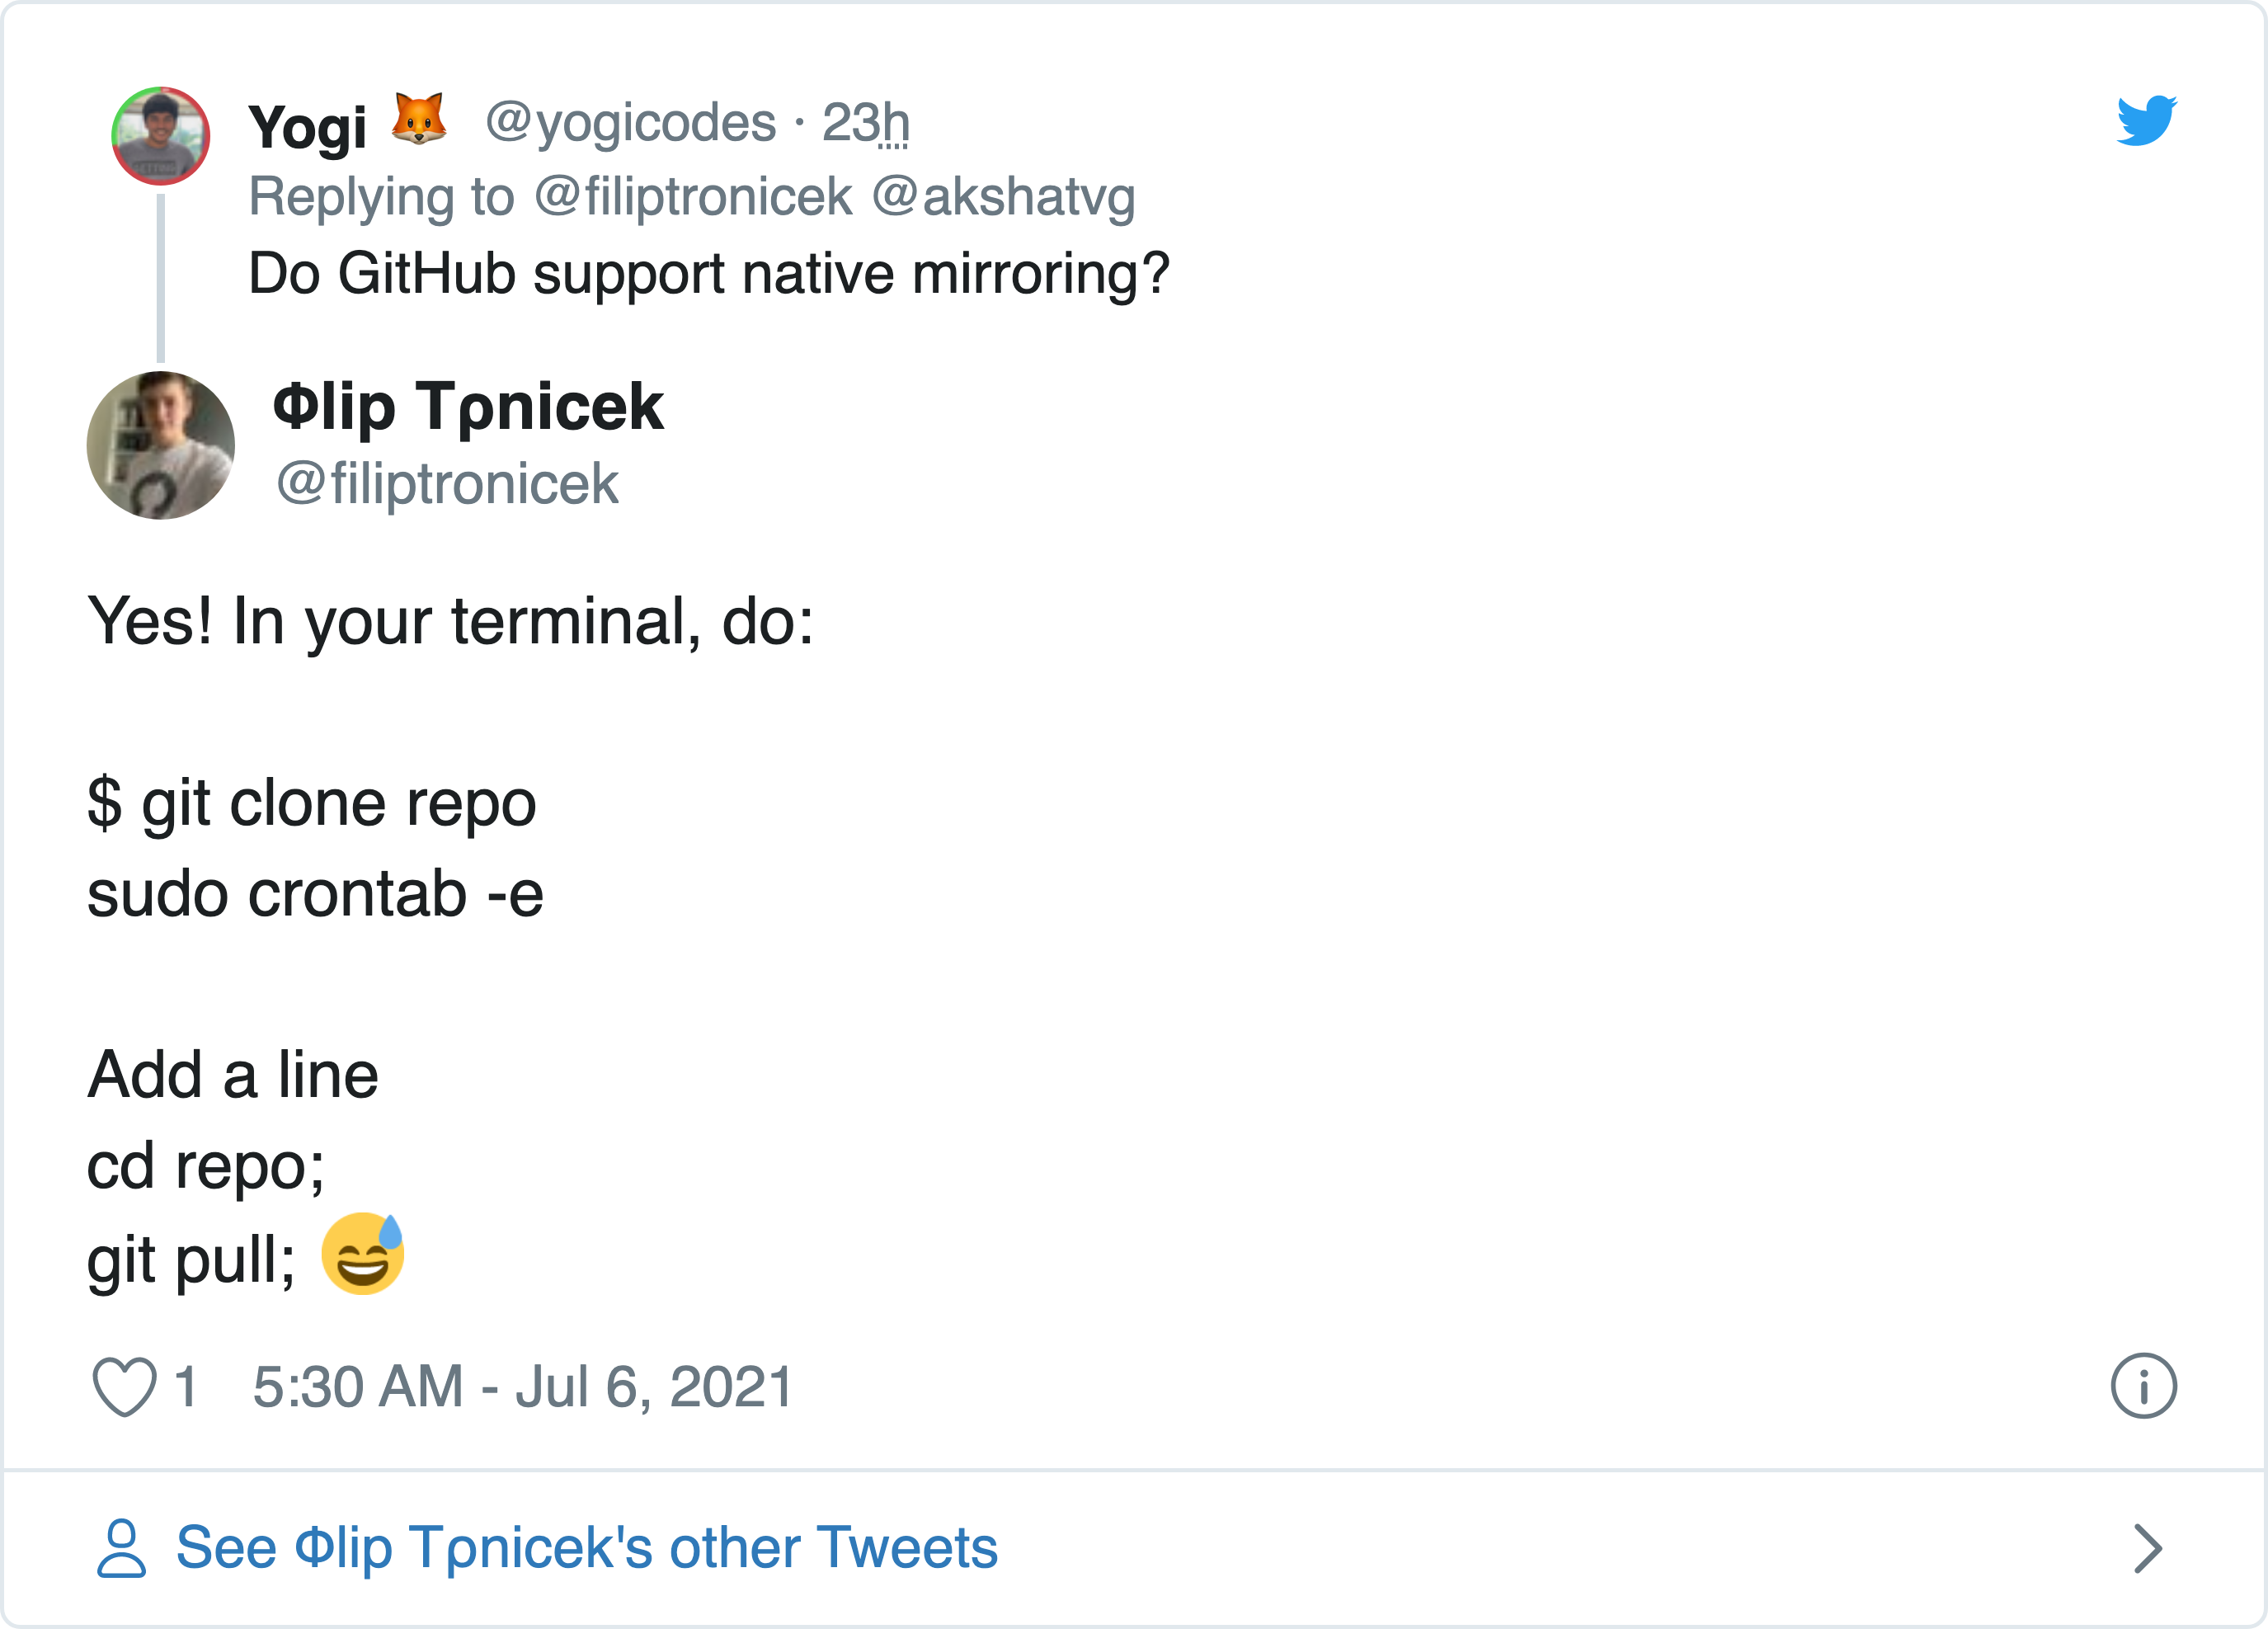 Yogi 🦊 @yogicodes · 23h
Replying to @filiptronicek @akshatvg
Do GitHub support native mirroring?
Φlip Tρnicek
@filiptronicek
Yes! In your terminal, do:
$ git clone repo
sudo crontab -e
Add a line
cd repo;
git pull; 😅
1 5:30 AM - Jul 6, 2021
See Φlip Tρnicek's other Tweets